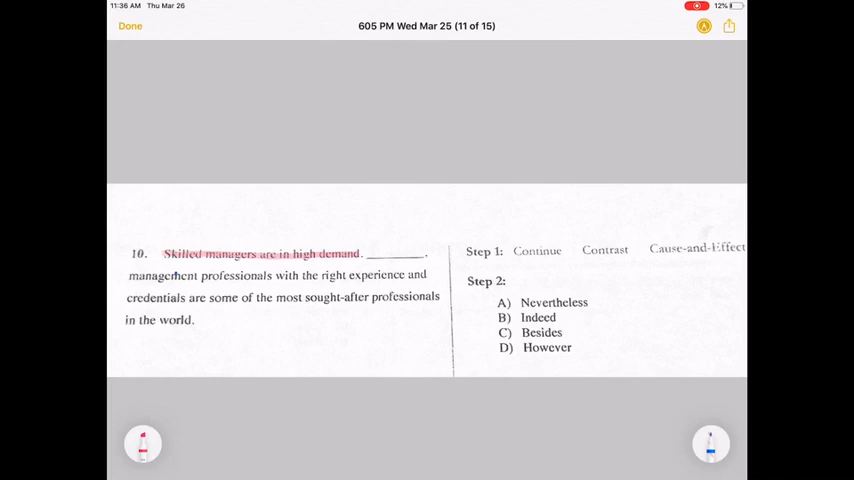 11:36 AM Thu Mar 26
12%
Done
605 PM Wed Mar 25 (11 of 15)
10. Skilled managers are in high demand. ________,
management professionals with the right experience and
credentials are some of the most sought-after professionals
in the world.
Step 1: Continue Contrast Cause-and-Effect
Step 2:
A) Nevertheless
B) Indeed
C) Besides
D) However